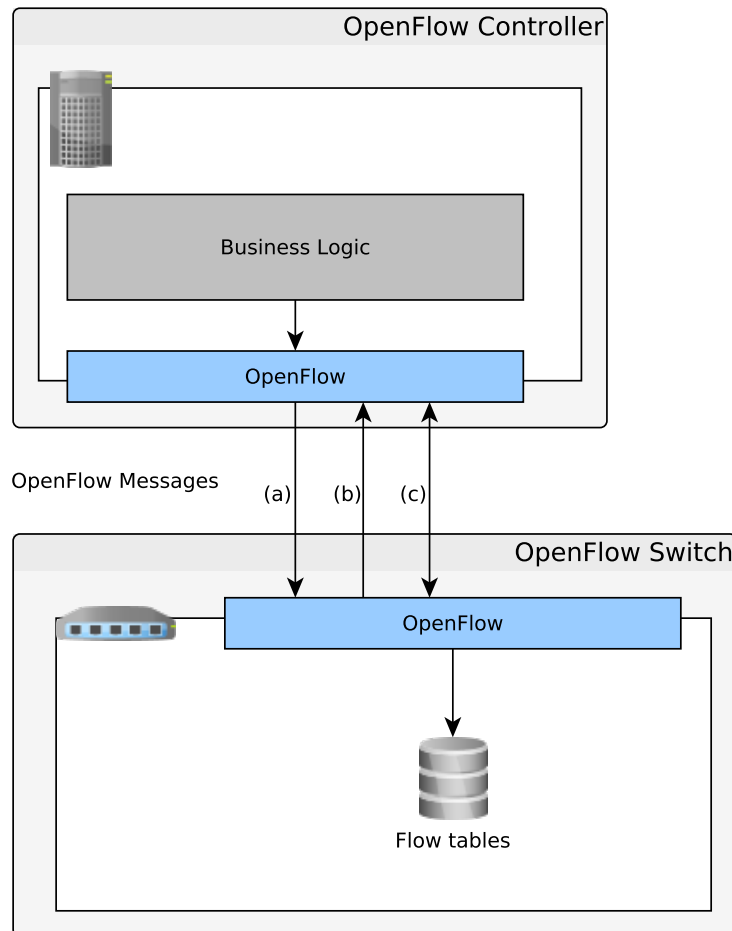 OpenFlow Controller
Business Logic
OpenFlow
OpenFlow Messages
(a)
(b)
(c)
OpenFlow Switch
OpenFlow
Flow tables